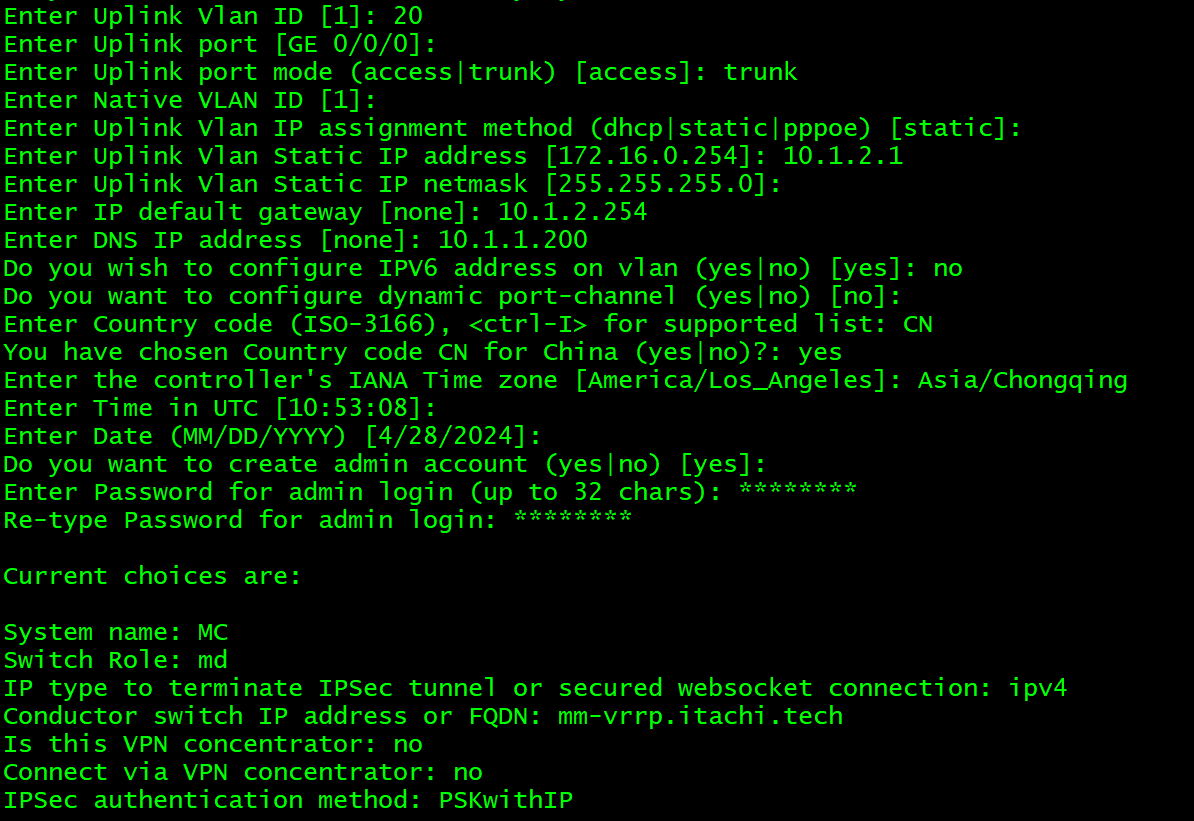 Enter Uplink Vlan ID [1]: 20
Enter Uplink port [GE 0/0/0]:
Enter Uplink port mode (access|trunk) [access]: trunk
Enter Native VLAN ID [1]:
Enter Uplink Vlan IP assignment method (dhcp|static|pppoe) [static]:
Enter Uplink Vlan Static IP address [172.16.0.254]: 10.1.2.1
Enter Uplink Vlan Static IP netmask [255.255.255.0]:
Enter IP default gateway [none]: 10.1.2.254
Enter DNS IP address [none]: 10.1.1.200
Do you wish to configure IPV6 address on vlan (yes|no) [yes]: no
Do you want to configure dynamic port-channel (yes|no) [no]:
Enter Country code (ISO-3166), <ctrl-I> for supported list: CN
You have chosen Country code CN for China (yes|no)?: yes
Enter the controller's IANA Time zone [America/Los_Angeles]: Asia/Chongqing
Enter Time in UTC [10:53:08]:
Enter Date (MM/DD/YYYY) [4/28/2024]:
Do you want to create admin account (yes|no) [yes]:
Enter Password for admin login (up to 32 chars): ********
Re-type Password for admin login: ********
Current choices are:
System name: MC
Switch Role: md
IP type to terminate IPSec tunnel or secured websocket connection: ipv4
Conductor switch IP address or FQDN: mm-vrrp.itachi.tech
Is this VPN concentrator: no
Connect via VPN concentrator: no
IPSec authentication method: PSKwithIP